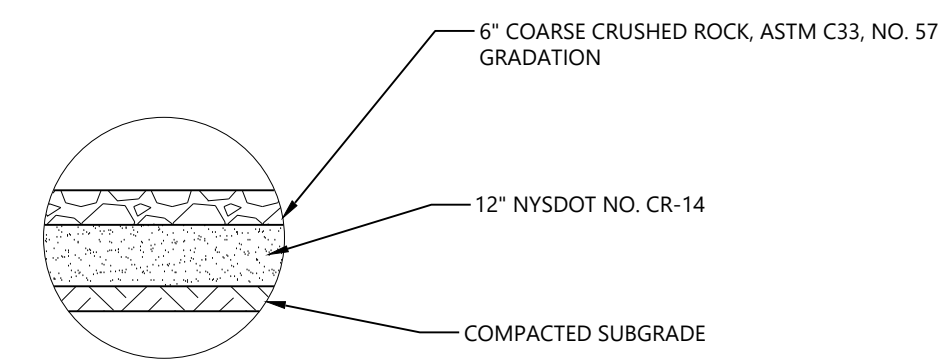 6" COARSE CRUSHED ROCK, ASTM C33, NO. 57
GRADATION
12" NYSDOT NO. CR-14
COMPACTED SUBGRADE